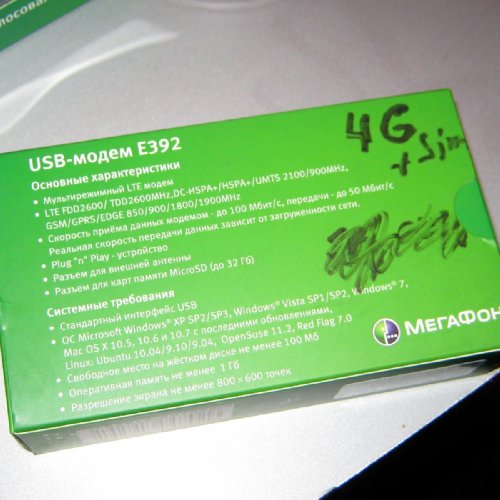 лосовая
USB-модем E392
4G
+ Sim
Основные характеристики
• Мультирежимный LTE модем
• LTE FDD2600/ TDD2600MHz,DC-HSPA+/HSPA+/UMTS 2100/900MHz,
GSM/GPRS/EDGE 850/900/1800/1900MHz
• Скорость приёма данных модемом - до 100 Мбит/с, передачи - до 50 Мбит/с
Реальная скорость передачи данных зависит от загруженности сети.
• Plug "n" Play - устройство
• Разъем для внешней антенны
• Разъем для карт памяти MicroSD (до 32 Гб)
Системные требования
• Стандартный интерфейс USB
• ОС Microsoft Windows® XP SP2/SP3, Windows® Vista SP1/SP2, Windows® 7,
Mac OS X 10.5, 10.6 и 10.7 с последними обновлениями,
Linux: Ubuntu 10.04/9.10/9.04, OpenSuse 11.2, Red Flag 7.0
• Свободное место на жёстком диске не менее 100 Мб
• Оперативная память не менее 1 Гб
• Разрешение экрана не менее 800 × 600 точек
МЕГАФОН